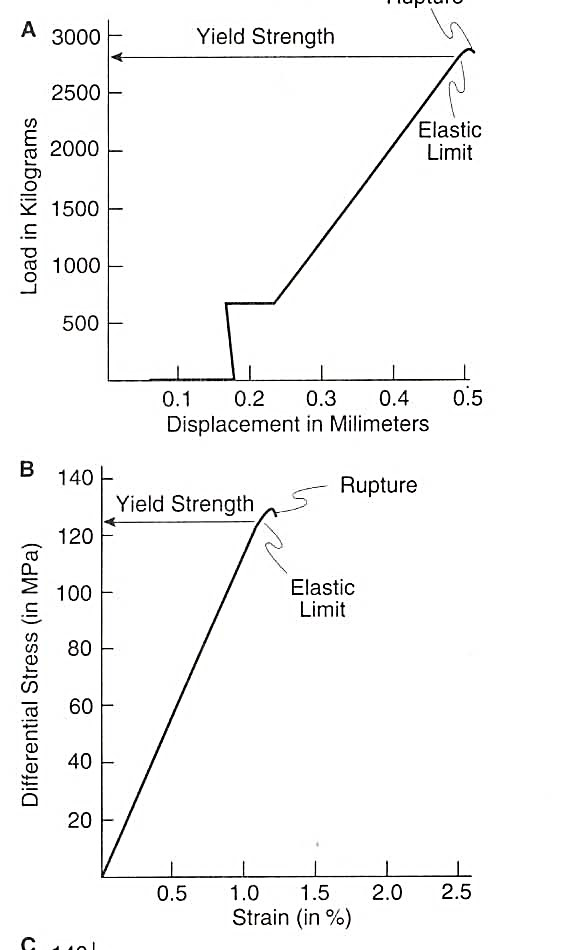 Rupture
A
3000
Yield Strength
2500
Elastic
Limit
2000
1500
1000
500
Load in Kilograms
0.1 0.2 0.3 0.4 0.5
Displacement in Milimeters
B
140
Rupture
Yield Strength
120
Elastic
Limit
100
80
60
40
20
Differential Stress (in MPa)
0.5 1.0 1.5 2.0 2.5
Strain (in %)
C
140